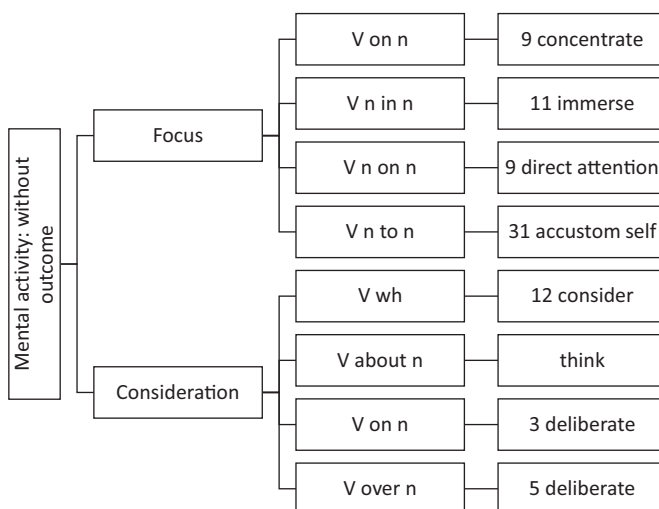 Mental activity: without
outcome
Focus
V on n
9 concentrate
V n in n
11 immerse
V n on n
9 direct attention
V n to n
31 accustom self
Consideration
V wh
12 consider
V about n
think
V on n
3 deliberate
V over n
5 deliberate